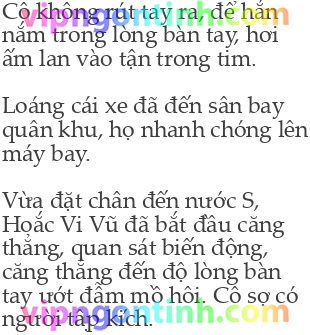 Cô không rút tay ra, để hắn
nắm trong lòng bàn tay, hơi
ấm lan vào tận trong tim.
Loáng cái xe đã đến sân bay
quân khu, họ nhanh chóng lên
máy bay.
Vừa đặt chân đến nước S,
Hoắc Vi Vũ đã bắt đầu căng
thẳng, quan sát biến động,
căng thẳng đến độ lòng bàn
tay ướt đẫm mồ hôi. Cô sợ có
người tập kích.
vipngontinh.com
vipngontinh.com